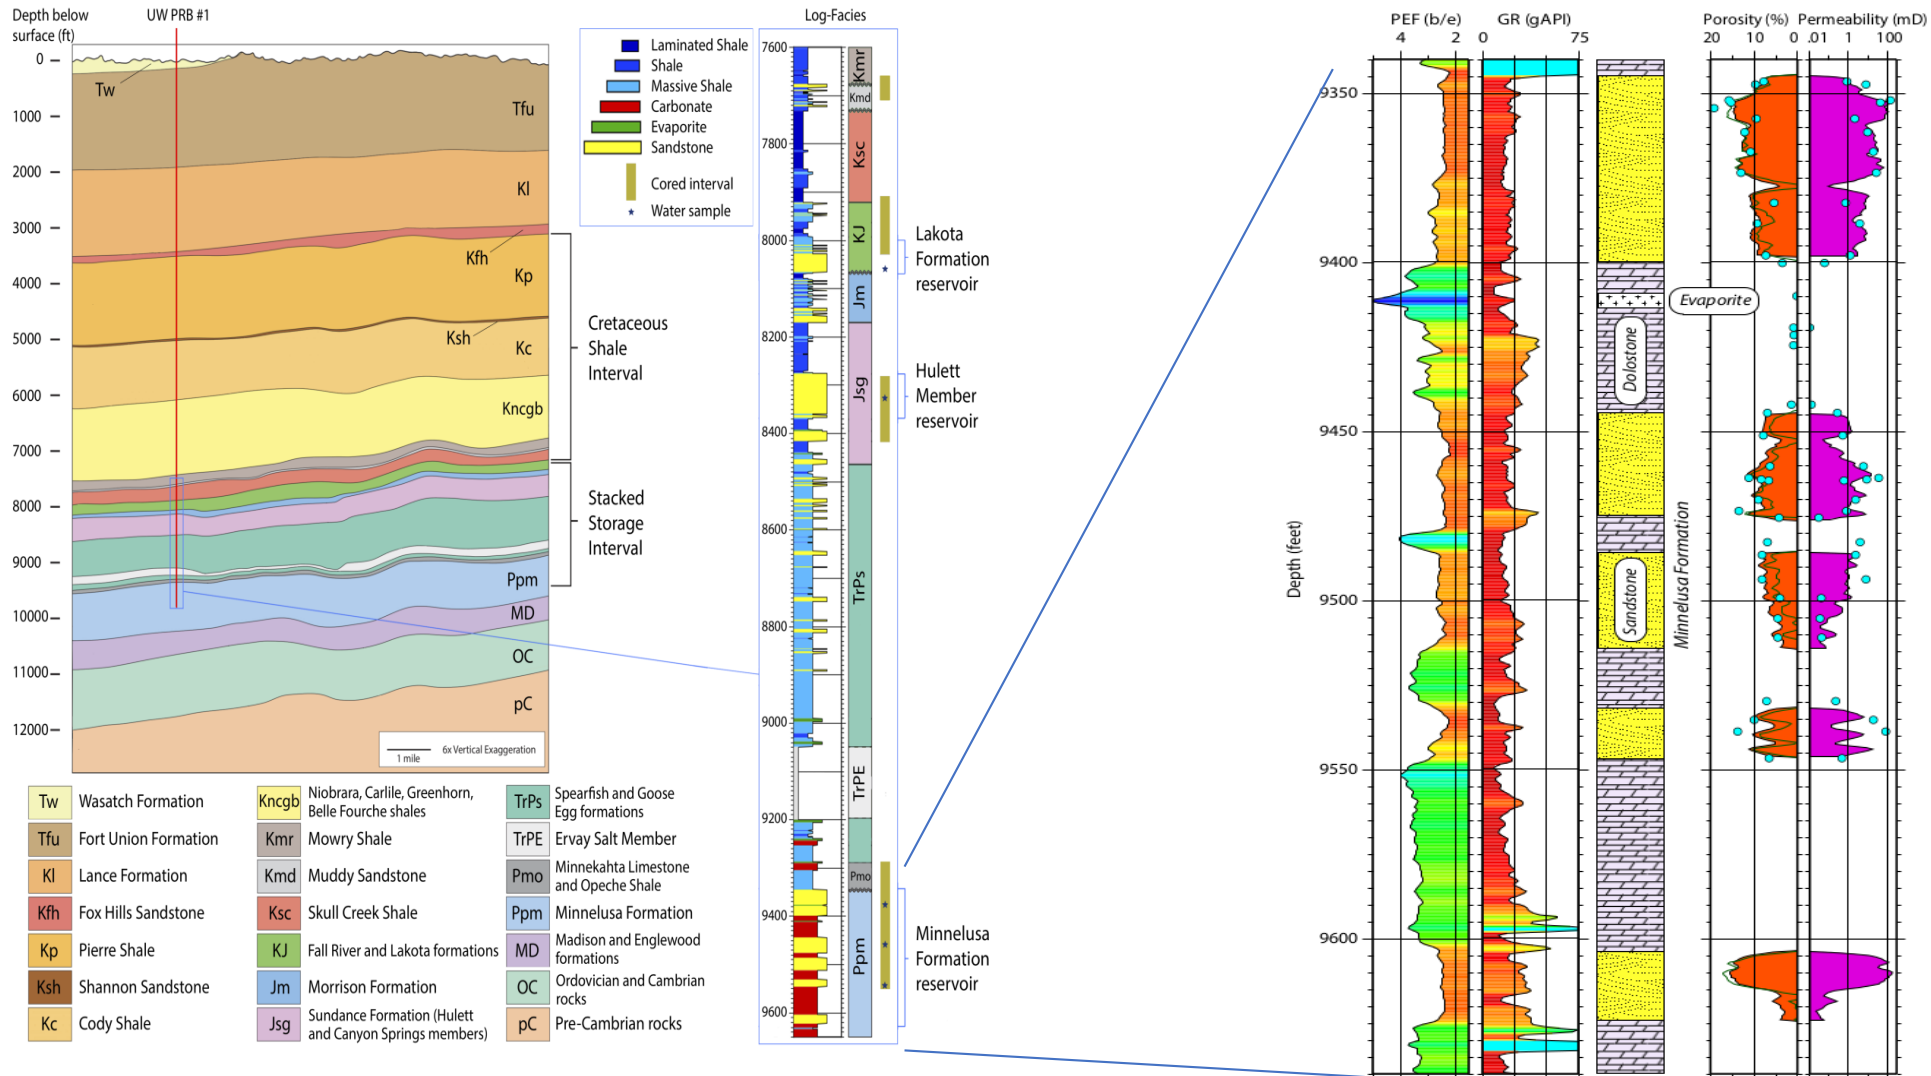 Depth below
surface (ft)
UW PRB #1
0
1000
2000
3000
4000
5000
6000
7000
8000
9000
10000
11000
12000
Tw
Tfu
Kl
Kfh
Kp
Ksh
Kc
Kncgb
Ppm
MD
OC
pC
1 mile
6x Vertical Exaggeration
Cretaceous
Shale
Interval
Stacked
Storage
Interval
Laminated Shale
Shale
Massive Shale
Carbonate
Evaporite
Sandstone
Cored interval
Water sample
Log-Facies
7600
7800
8000
8200
8400
8600
8800
9000
9200
9400
9600
Kmr
Kmd
Ksc
KJ
Jm
Jsg
TrPs
TrPE
Pmo
Ppm
Lakota
Formation
reservoir
Hulett
Member
reservoir
Minnelusa
Formation
reservoir
PEF (b/e)
4 2
GR (gAPI)
0 75
Porosity (%)
20 10 0
Permeability (mD)
.01 1 100
Depth (feet)
9350
9400
9450
9500
9550
9600
Evaporite
Dolostone
Sandstone
Minnelusa Formation
Tw Wasatch Formation
Tfu Fort Union Formation
Kl Lance Formation
Kfh Fox Hills Sandstone
Kp Pierre Shale
Ksh Shannon Sandstone
Kc Cody Shale
Kncgb Niobrara, Carlile, Greenhorn,
Belle Fourche shales
Kmr Mowry Shale
Kmd Muddy Sandstone
Ksc Skull Creek Shale
KJ Fall River and Lakota formations
Jm Morrison Formation
Jsg Sundance Formation (Hulett
and Canyon Springs members)
TrPs Spearfish and Goose
Egg formations
TrPE Ervay Salt Member
Pmo Minnekahta Limestone
and Opeche Shale
Ppm Minnelusa Formation
MD Madison and Englewood
formations
OC Ordovician and Cambrian
rocks
pC Pre-Cambrian rocks